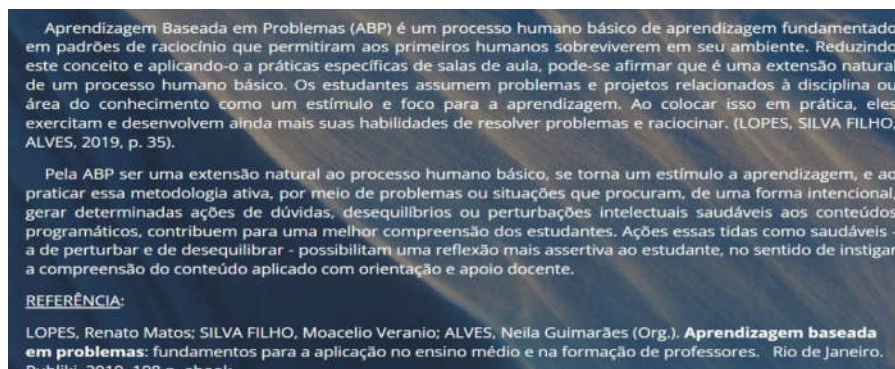 Aprendizagem Baseada em Problemas (ABP) é um processo humano básico de aprendizagem fundamentado
em padrões de raciocínio que permitiram aos primeiros humanos sobreviverem em seu ambiente. Reduzindo
este conceito e aplicando-o a práticas específicas de salas de aula, pode-se afirmar que é uma extensão natural
de um processo humano básico. Os estudantes assumem problemas e projetos relacionados à disciplina ou
área do conhecimento como um estímulo e foco para a aprendizagem. Ao colocar isso em prática, eles
exercitam e desenvolvem ainda mais suas habilidades de resolver problemas e raciocinar. (LOPES, SILVA FILHO,
ALVES, 2019, p. 35).
Pela ABP ser uma extensão natural ao processo humano básico, se torna um estímulo a aprendizagem, e ao
praticar essa metodologia ativa, por meio de problemas ou situações que procuram, de uma forma intencional,
gerar determinadas ações de dúvidas, desequilíbrios ou perturbações intelectuais saudáveis aos conteúdos
programáticos, contribuem para uma melhor compreensão dos estudantes. Ações essas tidas como saudáveis -
a de perturbar e de desequilibrar - possibilitam uma reflexão mais assertiva ao estudante, no sentido de instigar
a compreensão do conteúdo aplicado com orientação e apoio docente.
REFERÊNCIA:
LOPES, Renato Matos; SILVA FILHO, Moacelio Veranio; ALVES, Neila Guimarães (Org.). Aprendizagem baseada
em problemas: fundamentos para a aplicação no ensino médio e na formação de professores. Rio de Janeiro.
Publiki, 2019. 198 p. ebook